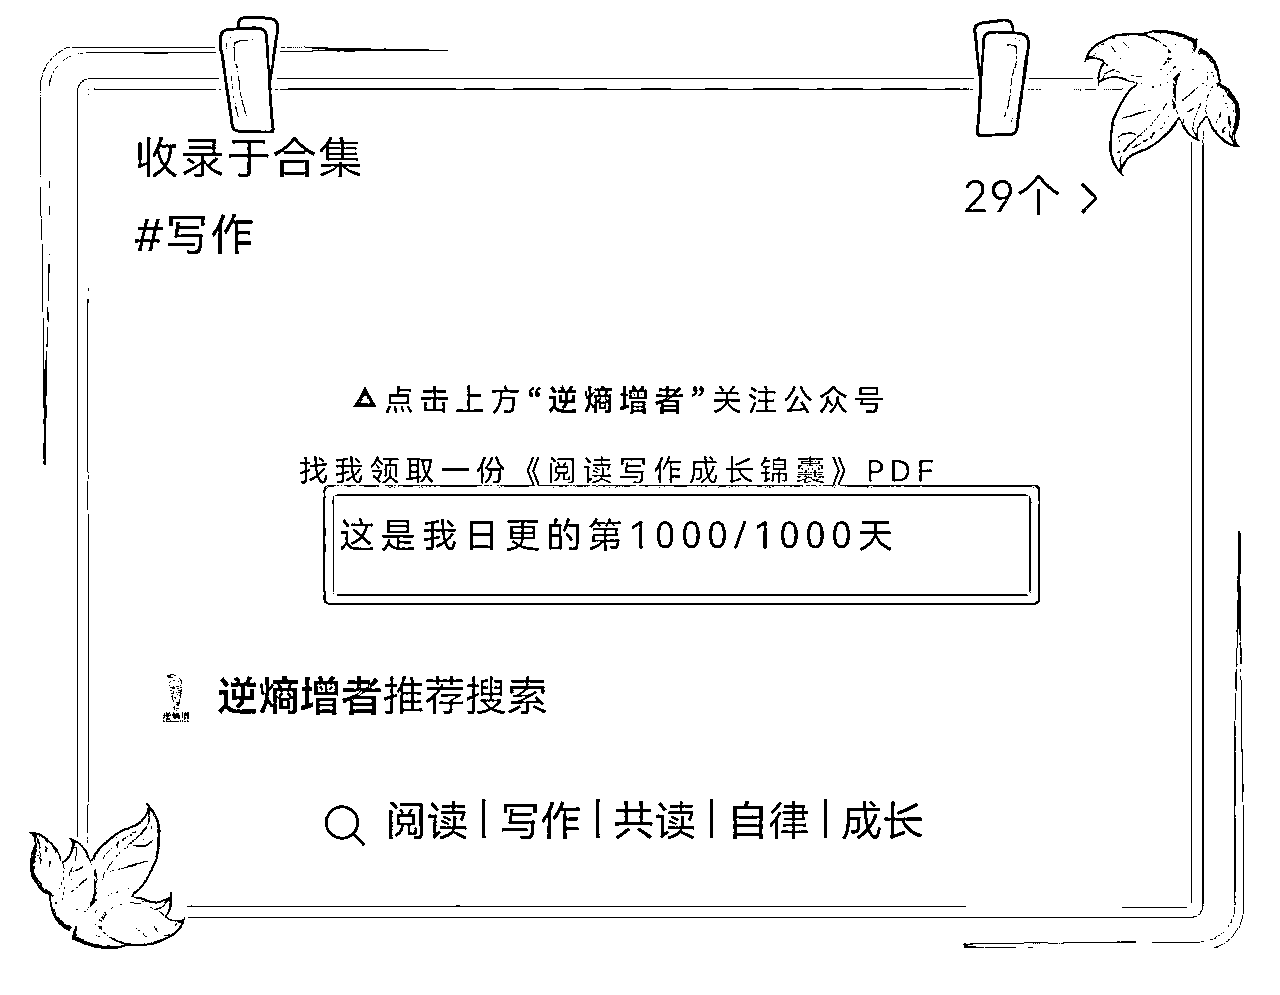 收录于合集
#写作
29个 >
△点击上方“逆熵增者”关注公众号
找我领取一份《阅读写作成长锦囊》PDF
这是我日更的第1000/1000天
逆熵增者推荐搜索
阅读|写作|共读|自律|成长